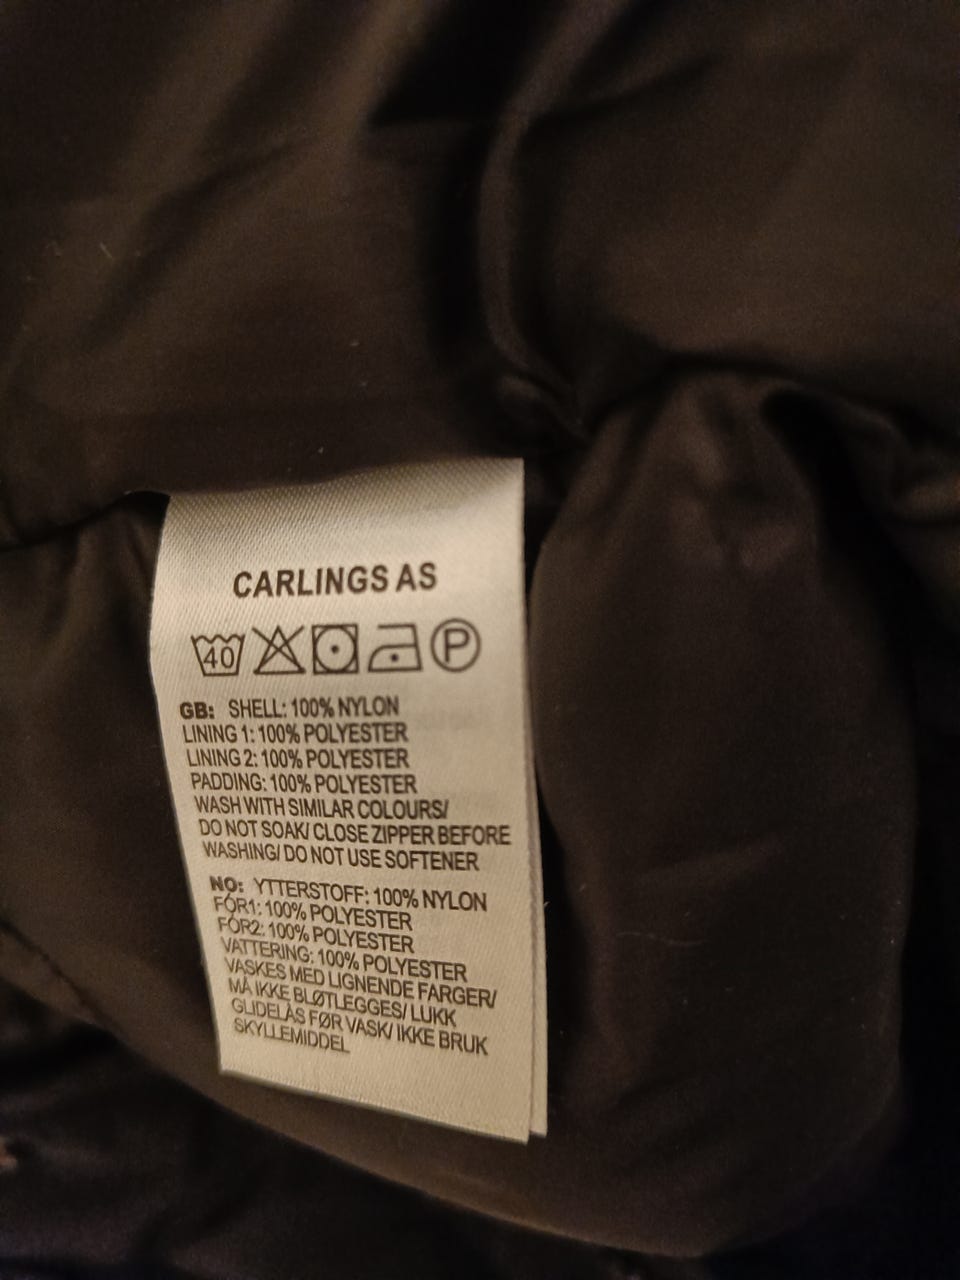 CARLINGS AS
40 P
GB: SHELL: 100% NYLON
LINING 1: 100% POLYESTER
LINING 2: 100% POLYESTER
PADDING: 100% POLYESTER
WASH WITH SIMILAR COLOURS/
DO NOT SOAK/ CLOSE ZIPPER BEFORE
WASHING/ DO NOT USE SOFTENER
NO: YTTERSTOFF: 100% NYLON
FÓR1: 100% POLYESTER
FÓR2: 100% POLYESTER
VATTERING: 100% POLYESTER
VASKES MED LIGNENDE FARGER/
MÅ IKKE BLØTLEGGES/ LUKK
GLIDELÅS FØR VASK/ IKKE BRUK
SKYLLEMIDDEL